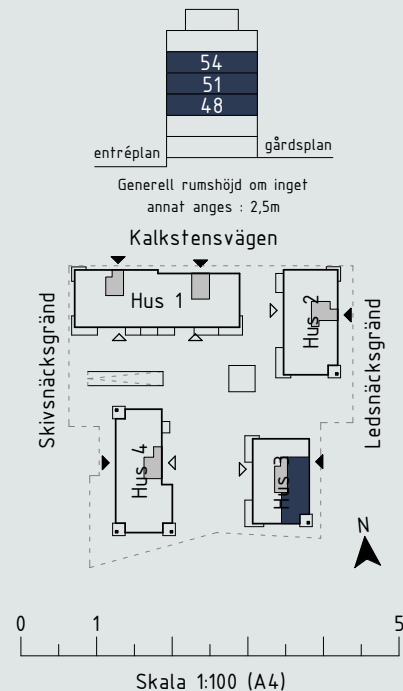 54
51
48
entréplan
gårdsplan
Generell rumshöjd om inget
annat anges : 2,5m
Kalkstensvägen
Skivsnäcksgränd
Hus 1
Hus 2
Ledsnäcksgränd
Hus 4
Hus 3
N
0 1 5
Skala 1:100 (A4)